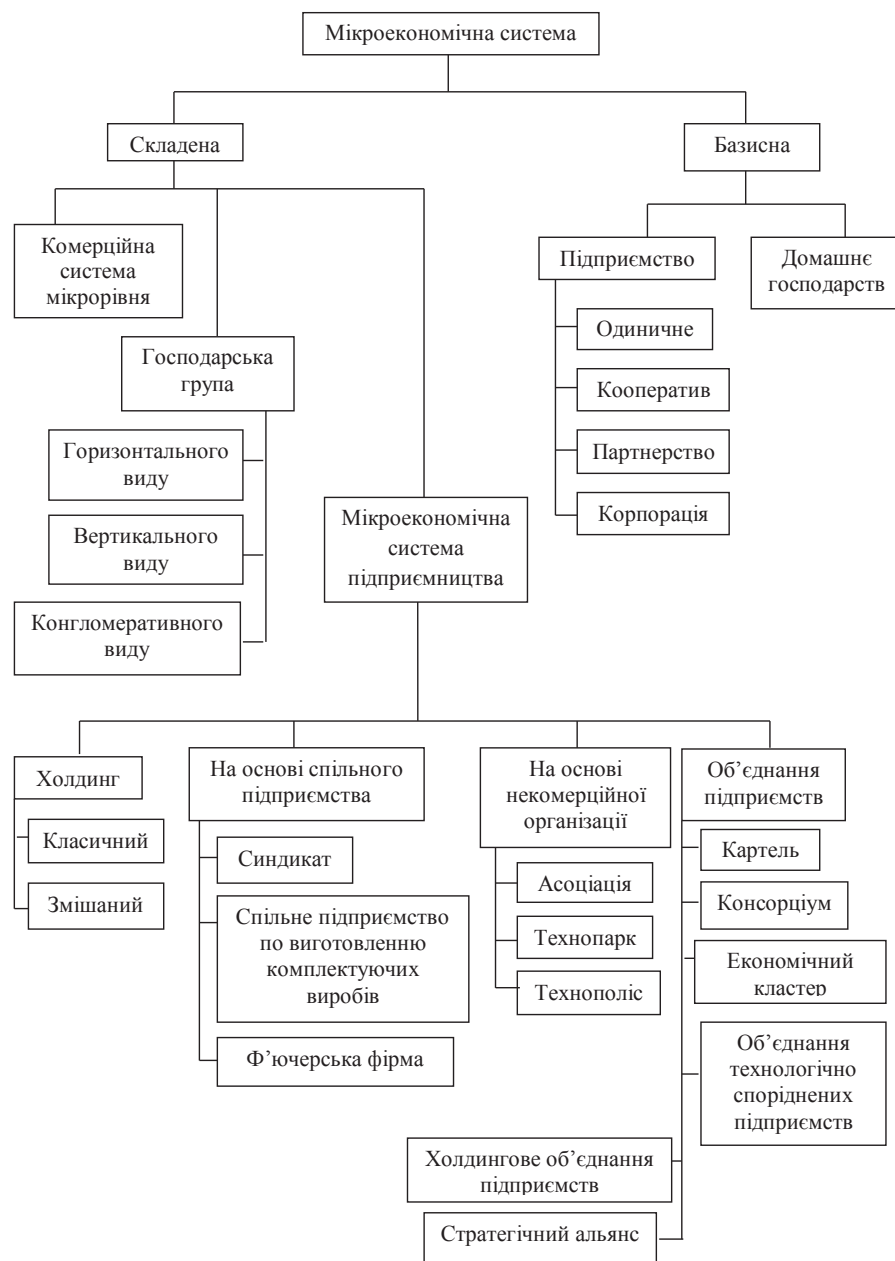 Мікроекономічна система
Складена
Базисна
Комерційна
система
мікрорівня
Підприємство
Домашнє
господарств
Одиничне
Господарська
група
Кооператив
Горизонтального
виду
Партнерство
Корпорація
Вертикального
виду
Мікроекономічна
система
підприємництва
Конгломеративного
виду
Холдинг
Класичний
Змішаний
На основі спільного
підприємства
Синдикат
Спільне підприємство
по виготовленню
комплектуючих
виробів
Ф’ючерська фірма
На основі
некомерційної
організації
Асоціація
Технопарк
Технополіс
Об’єднання
підприємств
Картель
Консорціум
Економічний
кластер
Об’єднання
технологічно
споріднених
підприємств
Холдингове об’єднання
підприємств
Стратегічний альянс